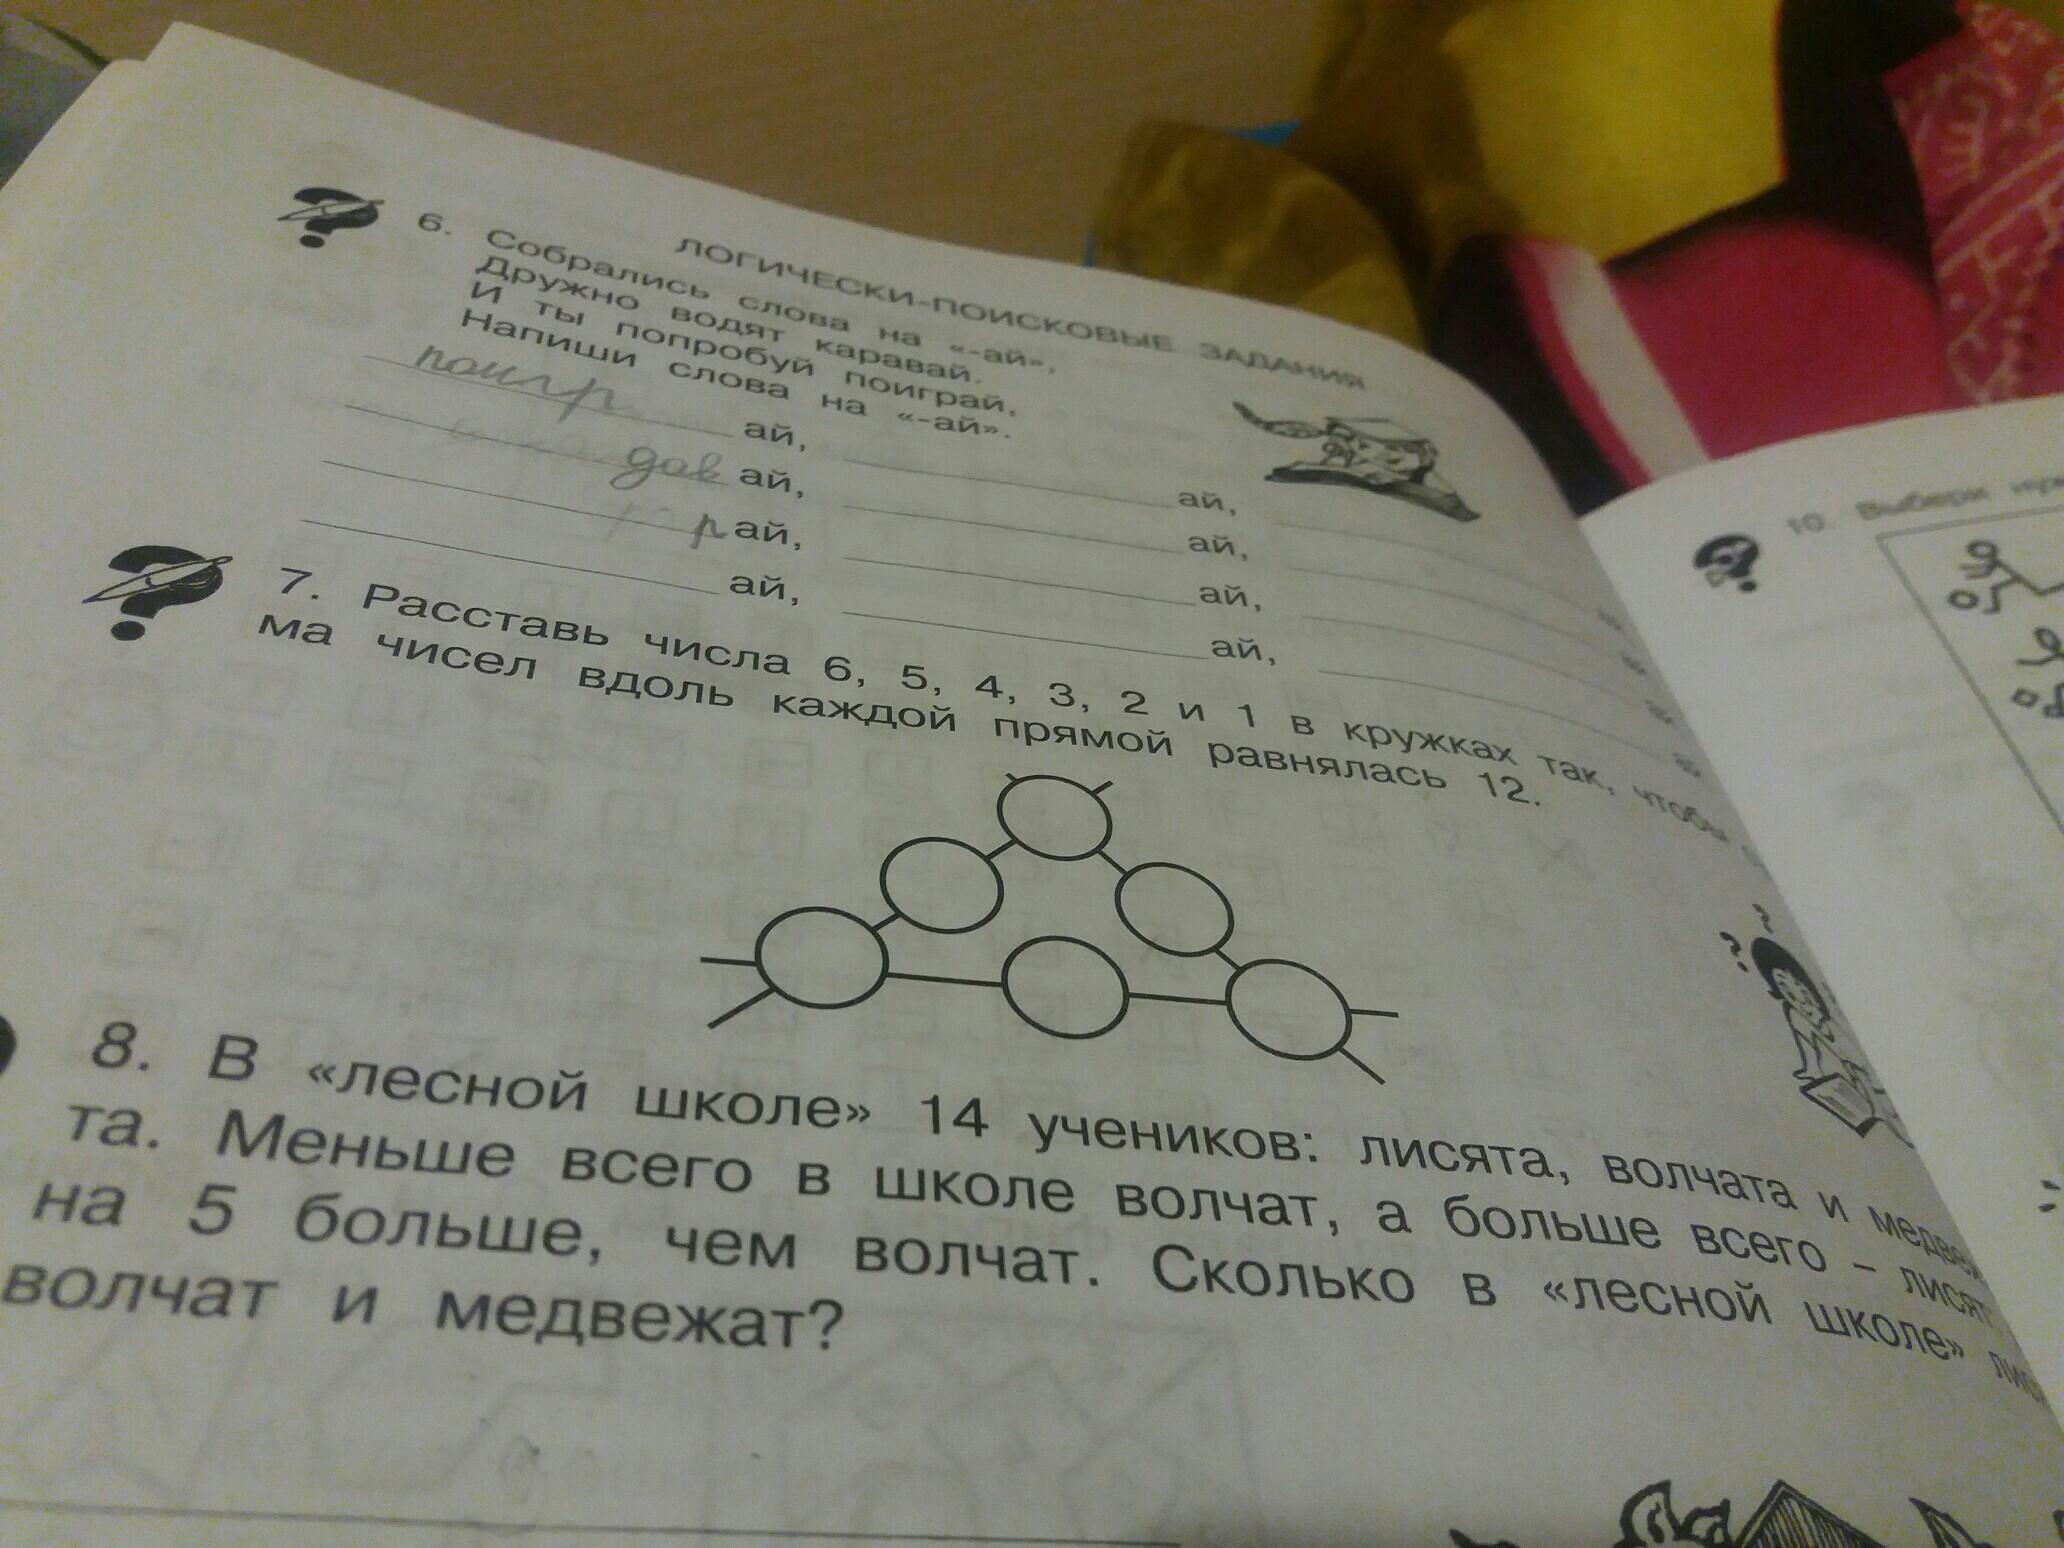 ЛОГИЧЕСКИ-ПОИСКОВЫЕ ЗАДАНИЯ
6. Собрались слова на «-ай»,
Дружно водят каравай.
И ты попробуй поиграй,
Напиши слова на «-ай».
поигр ай, ай,
дав ай, ай,
р ай, ай,
ай, ай,
7. Расставь числа 6, 5, 4, 3, 2 и 1 в кружках так, чтобы
ма чисел вдоль каждой прямой равнялась 12.
8. В «лесной школе» 14 учеников: лисята, волчата и медве
та. Меньше всего в школе волчат, а больше всего – лисят
на 5 больше, чем волчат. Сколько в «лесной школе» лис
волчат и медвежат?
10. Выбери